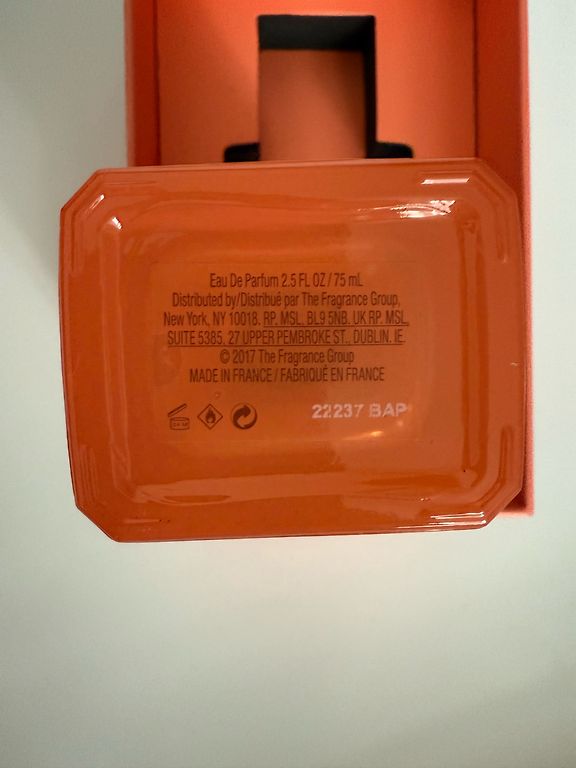 Eau De Parfum 2.5 FL OZ / 75 mL
Distributed by/Distribué par The Fragrance Group,
New York, NY 10018. RP. MSL. BL9 5NB. UK RP. MSL,
SUITE 5385, 27 UPPER PEMBROKE ST., DUBLIN. IE.
© 2017 The Fragrance Group
MADE IN FRANCE / FABRIQUÉ EN FRANCE
22237 BAP